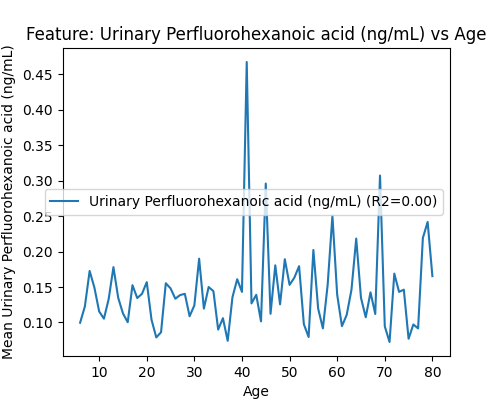 Feature: Urinary Perfluorohexanoic acid (ng/mL) vs Age
Mean Urinary Perfluorohexanoic acid (ng/mL)
0.45
0.40
0.35
0.30
0.25
0.20
0.15
0.10
Urinary Perfluorohexanoic acid (ng/mL) (R2=0.00)
10 20 30 40 50 60 70 80
Age